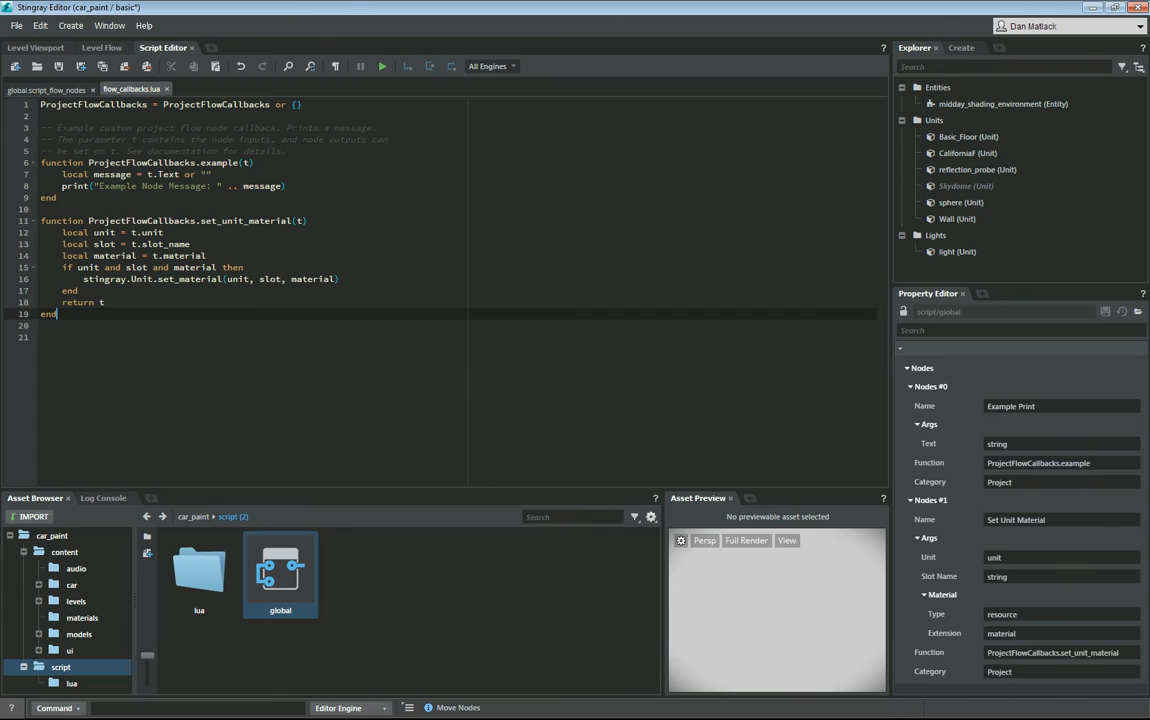 Stingray Editor (car_paint / basic*)
File Edit Create Window Help
Dan Matlack
Level Viewport Level Flow Script Editor × ?
All Engines
global.script_flow_nodes × flow_callbacks.lua ×
1 ProjectFlowCallbacks = ProjectFlowCallbacks or {}
2
3 -- Example custom project flow node callback. Prints a message.
4 -- The parameter t contains the node inputs, and node outputs can
5 -- be set on t. See documentation for details.
6 function ProjectFlowCallbacks.example(t)
7 local message = t.Text or ""
8 print("Example Node Message: " .. message)
9 end
10
11 function ProjectFlowCallbacks.set_unit_material(t)
12 local unit = t.unit
13 local slot = t.slot_name
14 local material = t.material
15 if unit and slot and material then
16 stingray.Unit.set_material(unit, slot, material)
17 end
18 return t
19 end
20
21
Explorer × Create ?
Search
Entities
midday_shading_environment (Entity)
Units
Basic_Floor (Unit)
CaliforniaF (Unit)
reflection_probe (Unit)
Skydome (Unit)
sphere (Unit)
Wall (Unit)
Lights
light (Unit)
Property Editor × ?
script/global
Search
Nodes
Nodes #0
Name Example Print
Args
Text string
Function ProjectFlowCallbacks.example
Category Project
Nodes #1
Name Set Unit Material
Args
Unit unit
Slot Name string
Material
Type resource
Extension material
Function ProjectFlowCallbacks.set_unit_material
Category Project
Asset Browser × Log Console ?
IMPORT
car_paint script (2)
Search
car_paint
content
audio
car
levels
materials
models
ui
script
lua
lua
global
Asset Preview × ?
No previewable asset selected
Persp Full Render View
? Command Editor Engine Move Nodes